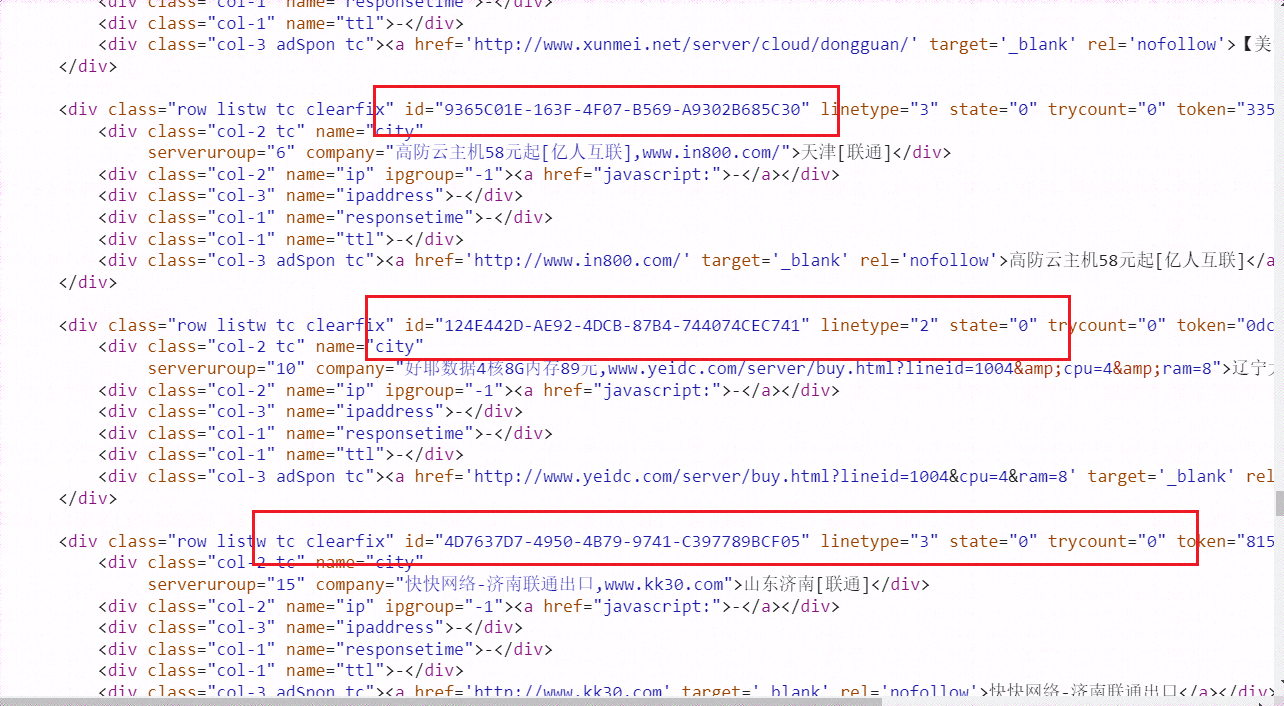 <div class="col-1" name="responsetime">-</div>
<div class="col-1" name="ttl">-</div>
<div class="col-3 adSpon tc"><a href='http://www.xunmei.net/server/cloud/dongguan/' target='_blank' rel='nofollow'>【美
</div>
<div class="row listw tc clearfix" id="9365C01E-163F-4F07-B569-A9302B685C30" linetype="3" state="0" trycount="0" token="335
<div class="col-2 tc" name="city"
serveruroup="6" company="高防云主机58元起[亿人互联],www.in800.com/">天津[联通]</div>
<div class="col-2" name="ip" ipgroup="-1"><a href="javascript:">-</a></div>
<div class="col-3" name="ipaddress">-</div>
<div class="col-1" name="responsetime">-</div>
<div class="col-1" name="ttl">-</div>
<div class="col-3 adSpon tc"><a href='http://www.in800.com/' target='_blank' rel='nofollow'>高防云主机58元起[亿人互联]</a
</div>
<div class="row listw tc clearfix" id="124E442D-AE92-4DCB-87B4-744074CEC741" linetype="2" state="0" trycount="0" token="0dc
<div class="col-2 tc" name="city"
serveruroup="10" company="好耶数据4核8G内存89元,www.yeidc.com/server/buy.html?lineid=1004&amp;cpu=4&amp;ram=8">辽宁
<div class="col-2" name="ip" ipgroup="-1"><a href="javascript:">-</a></div>
<div class="col-3" name="ipaddress">-</div>
<div class="col-1" name="responsetime">-</div>
<div class="col-1" name="ttl">-</div>
<div class="col-3 adSpon tc"><a href='http://www.yeidc.com/server/buy.html?lineid=1004&cpu=4&ram=8' target='_blank' rel
</div>
<div class="row listw tc clearfix" id="4D7637D7-4950-4B79-9741-C397789BCF05" linetype="3" state="0" trycount="0" token="815
<div class="col-2 tc" name="city"
serveruroup="15" company="快快网络-济南联通出口,www.kk30.com">山东济南[联通]</div>
<div class="col-2" name="ip" ipgroup="-1"><a href="javascript:">-</a></div>
<div class="col-3" name="ipaddress">-</div>
<div class="col-1" name="responsetime">-</div>
<div class="col-1" name="ttl">-</div>
<div class="col-3 adSpon tc"><a href='http://www.kk30.com' target='_blank' rel='nofollow'>快快网络-济南联通出口</a></div>